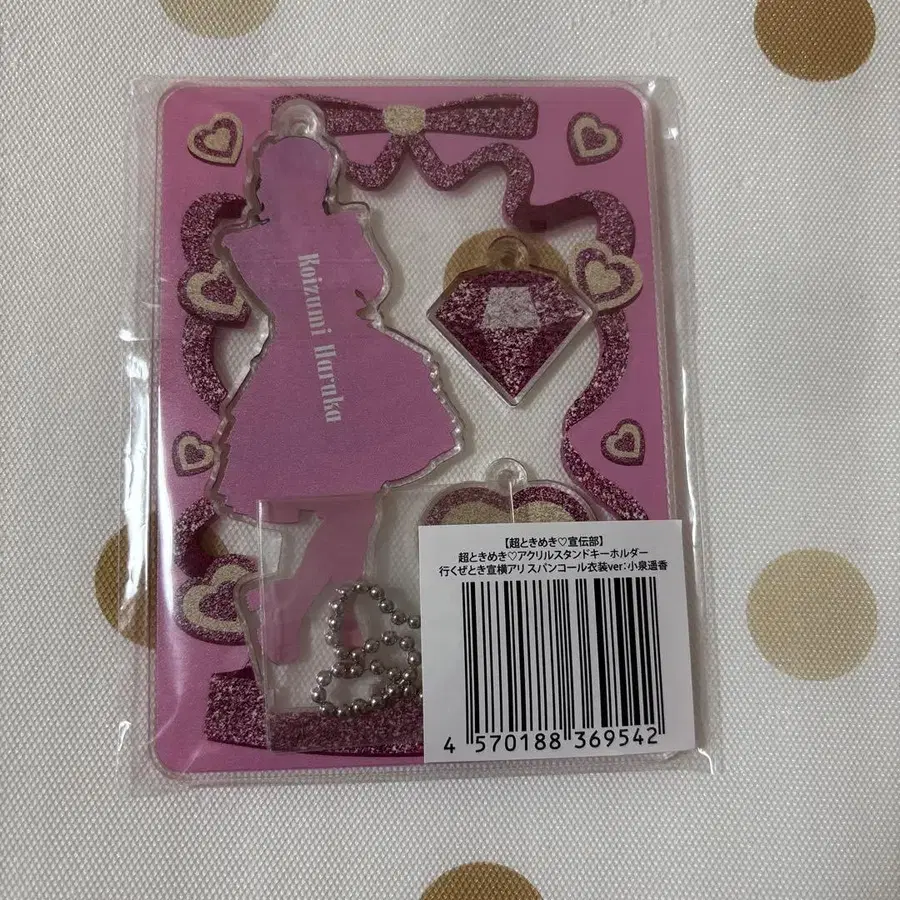 Koizumi Haruka
【超ときめき♡宣伝部】
超ときめき♡アクリルスタンドキーホルダー
行くぜとき宣横アリ スパンコール衣装ver:小泉遥香
4 570188 369542